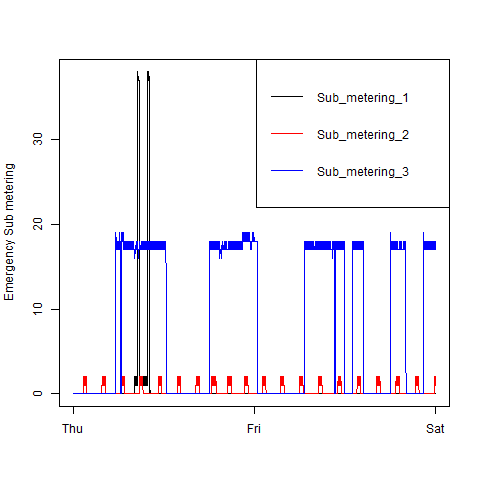 Sub_metering_1
Sub_metering_2
Sub_metering_3
Emergency Sub metering
30
20
10
0
Thu Fri Sat